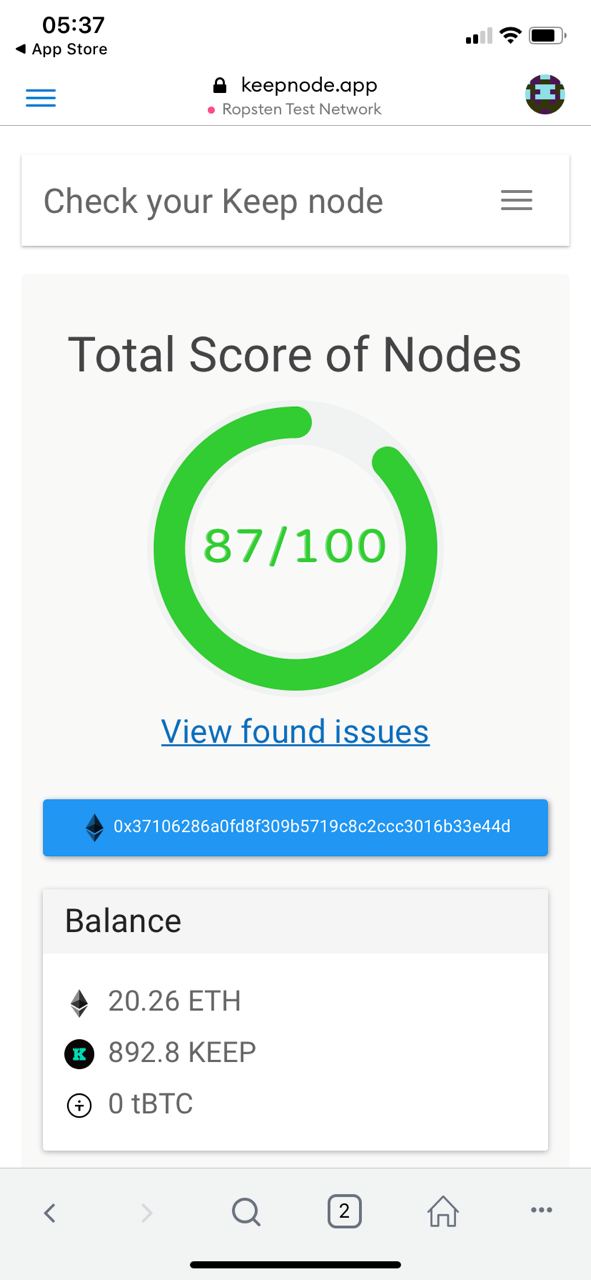 05:37
App Store
keepnode.app
Ropsten Test Network
Check your Keep node
Total Score of Nodes
87/100
View found issues
0x37106286a0fd8f309b5719c8c2ccc3016b33e44d
Balance
20.26 ETH
892.8 KEEP
0 tBTC
2